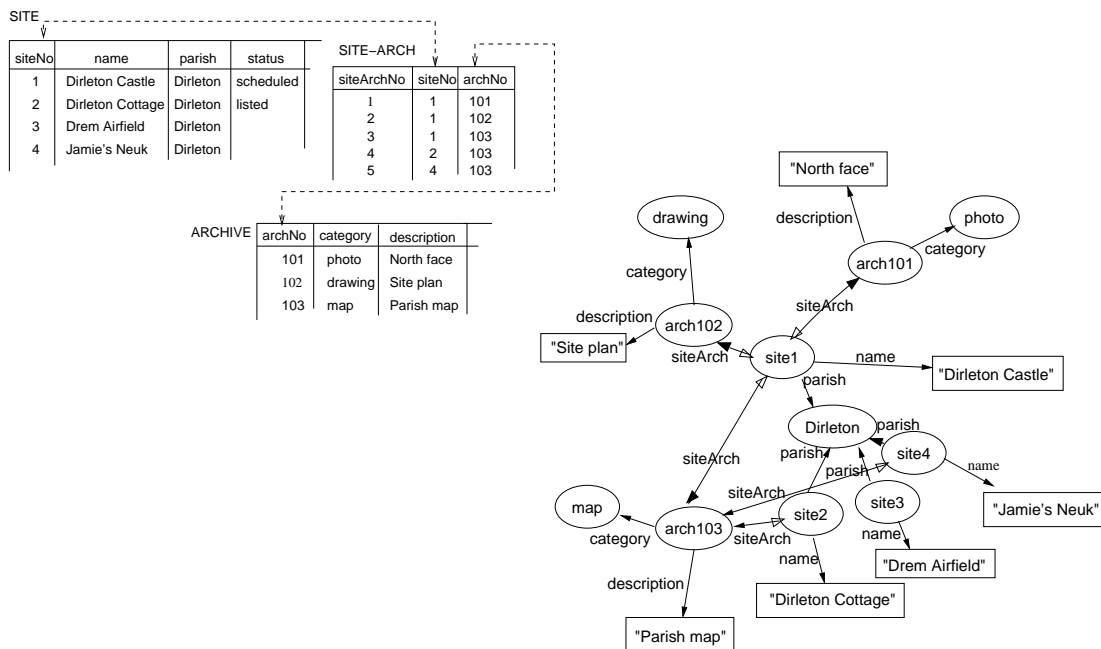 SITE
siteNo name parish status
1 Dirleton Castle Dirleton scheduled
2 Dirleton Cottage Dirleton listed
3 Drem Airfield Dirleton
4 Jamie's Neuk Dirleton
SITE–ARCH
siteArchNo siteNo archNo
1 1 101
2 1 102
3 1 103
4 2 103
5 4 103
ARCHIVE
archNo category description
101 photo North face
102 drawing Site plan
103 map Parish map
"North face"
drawing
description
photo
category
arch101
category
siteArch
description
arch102
"Site plan"
siteArch
site1
name
"Dirleton Castle"
parish
Dirleton
parish
site4
parish
siteArch
parish
name
siteArch
map
site3
"Jamie's Neuk"
site2
arch103
category
siteArch
name
name
"Drem Airfield"
description
"Dirleton Cottage"
"Parish map"